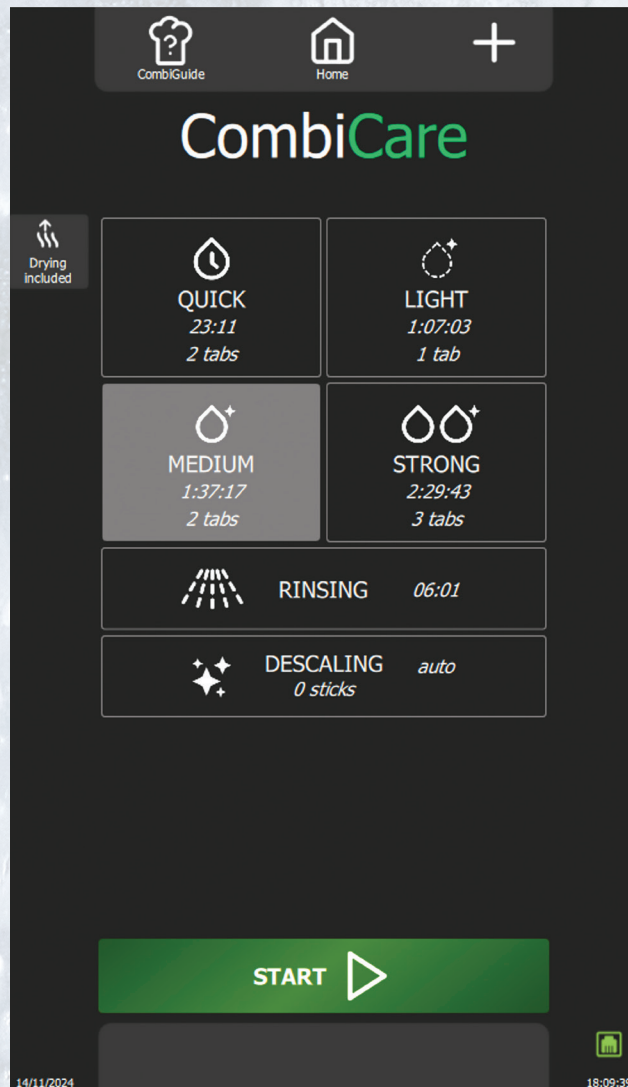 CombiGuide
Home
CombiCare
Drying
included
QUICK
23:11
2 tabs
LIGHT
1:07:03
1 tab
MEDIUM
1:37:17
2 tabs
STRONG
2:29:43
3 tabs
RINSING 06:01
DESCALING auto
0 sticks
START
14/11/2024
18:09:39